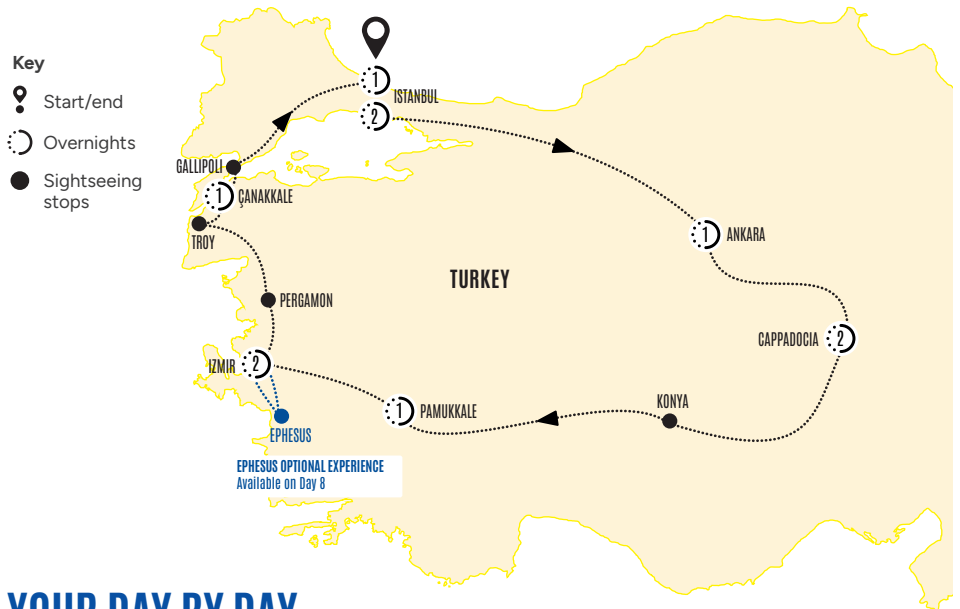 Key
Start/end
Overnights
Sightseeing
stops
1
ISTANBUL
2
GALLIPOLI
1
ÇANAKKALE
TROY
1
ANKARA
TURKEY
PERGAMON
CAPPADOCIA
2
IZMIR
2
KONYA
1
PAMUKKALE
EPHESUS
EPHESUS OPTIONAL EXPERIENCE
Available on Day 8
YOUR DAY BY DAY